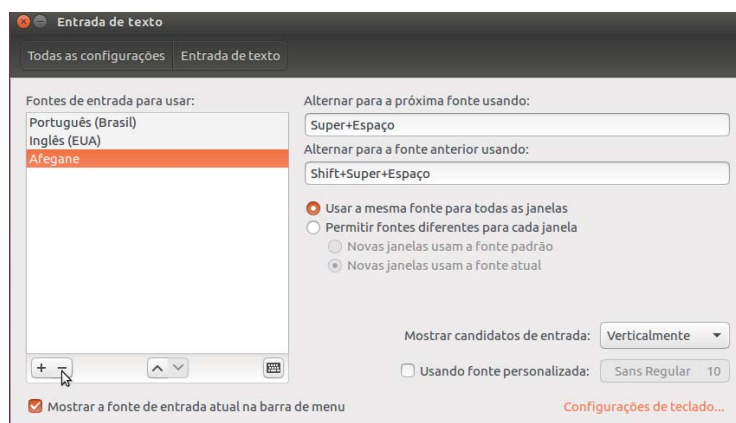 Entrada de texto
Todas as configurações Entrada de texto
Fontes de entrada para usar:
Português (Brasil)
Inglês (EUA)
Afegane
Alternar para a próxima fonte usando:
Super+Espaço
Alternar para a fonte anterior usando:
Shift+Super+Espaço
Usar a mesma fonte para todas as janelas
Permitir fontes diferentes para cada janela
Novas janelas usam a fonte padrão
Novas janelas usam a fonte atual
Mostrar candidatos de entrada: Verticalmente
Usando fonte personalizada: Sans Regular 10
+ -
Mostrar a fonte de entrada atual na barra de menu
Configurações de teclado...